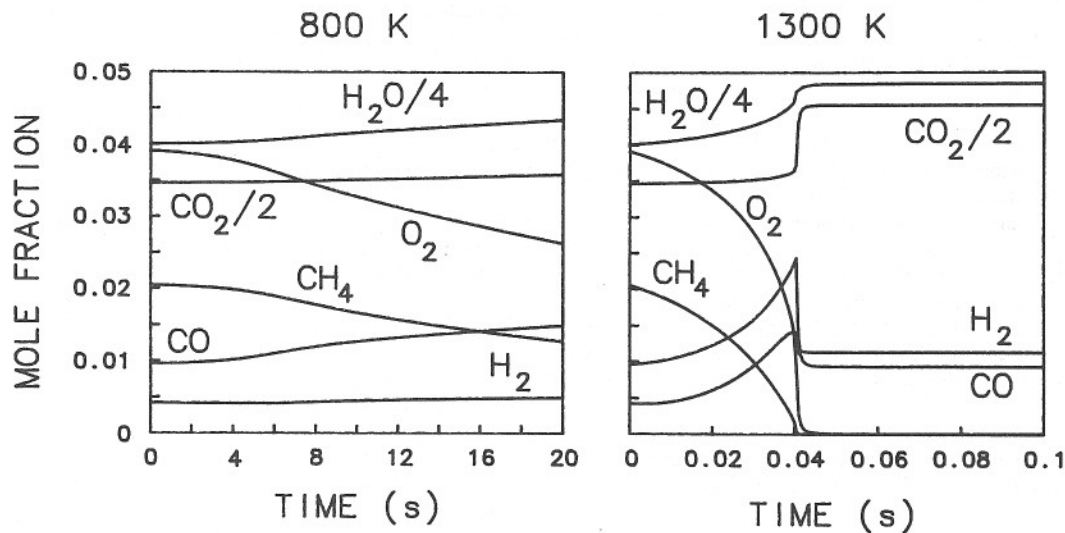 800 K
1300 K
MOLE FRACTION
0.05
0.04
0.03
0.02
0.01
0
H₂O/4
CO₂/2
O₂
CH₄
CO
H₂
0 4 8 12 16 20
TIME (s)
H₂O/4
CO₂/2
O₂
CH₄
H₂
CO
0 0.02 0.04 0.06 0.08 0.1
TIME (s)